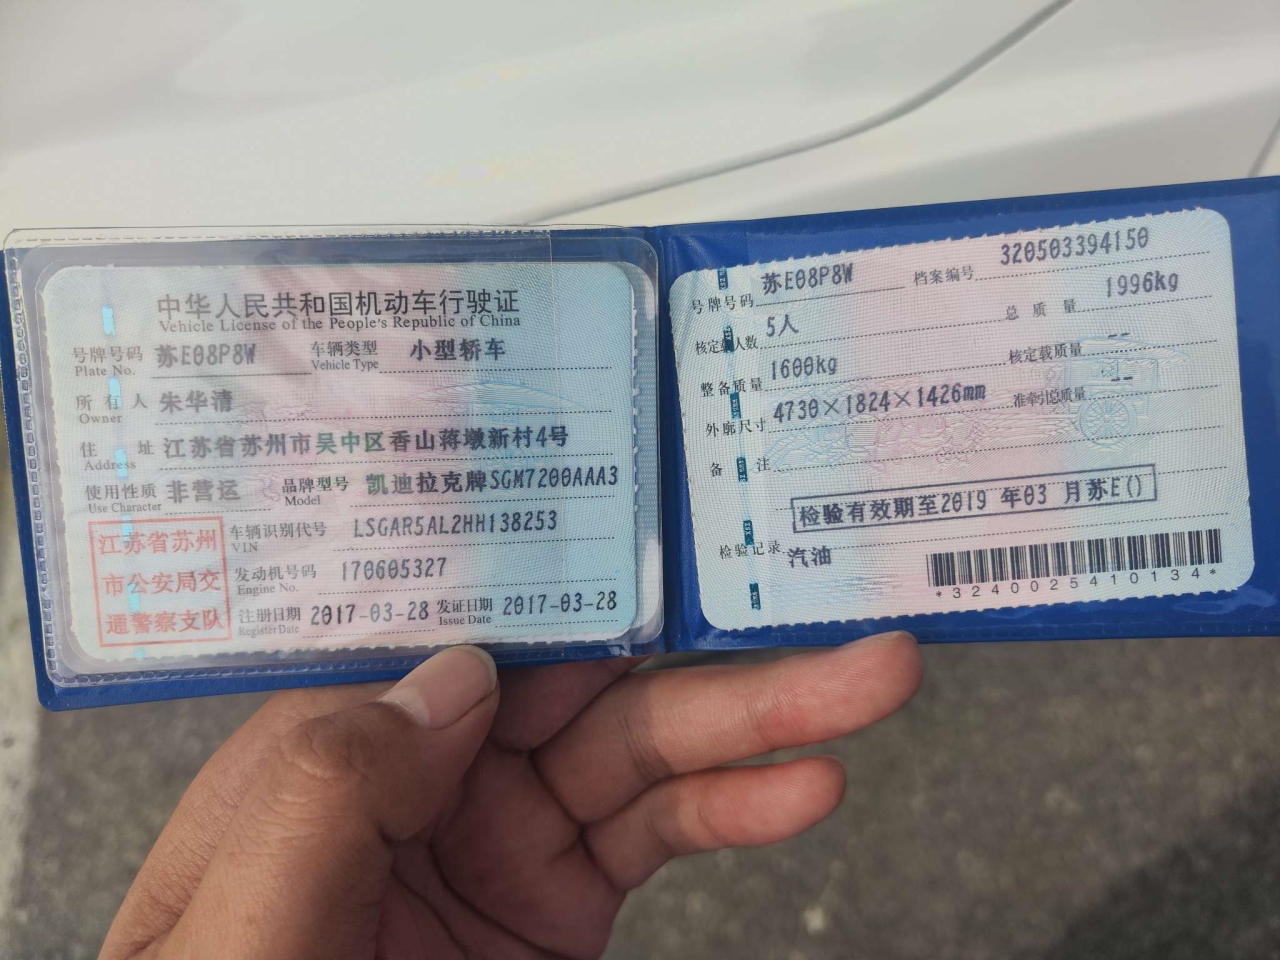 中华人民共和国机动车行驶证
Vehicle License of the People's Republic of China
号牌号码 Plate No. 苏E08P8W 车辆类型 Vehicle Type 小型轿车
所有人 Owner 朱华清
住址 Address 江苏省苏州市吴中区香山蒋墩新村4号
使用性质 Use Character 非营运 品牌型号 Model 凯迪拉克牌SGM7200AAA3
江苏省苏州
市公安局交
通警察支队
车辆识别代号 VIN LSGAR5AL2HH138253
发动机号码 Engine No. 170605327
注册日期 Register Date 2017-03-28 发证日期 Issue Date 2017-03-28
号牌号码 苏E08P8W 档案编号 320503394150
核定载人数 5人 总质量 1996kg
整备质量 1600kg 核定载质量 --
外廓尺寸 4730×1824×1426mm 准牵引总质量 --
备注
检验有效期至2019 年03 月苏E()
检验记录 汽油
*3240025410134*